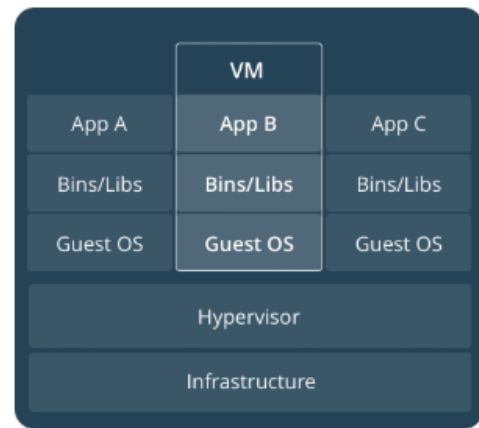 VM
App A App B App C
Bins/Libs Bins/Libs Bins/Libs
Guest OS Guest OS Guest OS
Hypervisor
Infrastructure